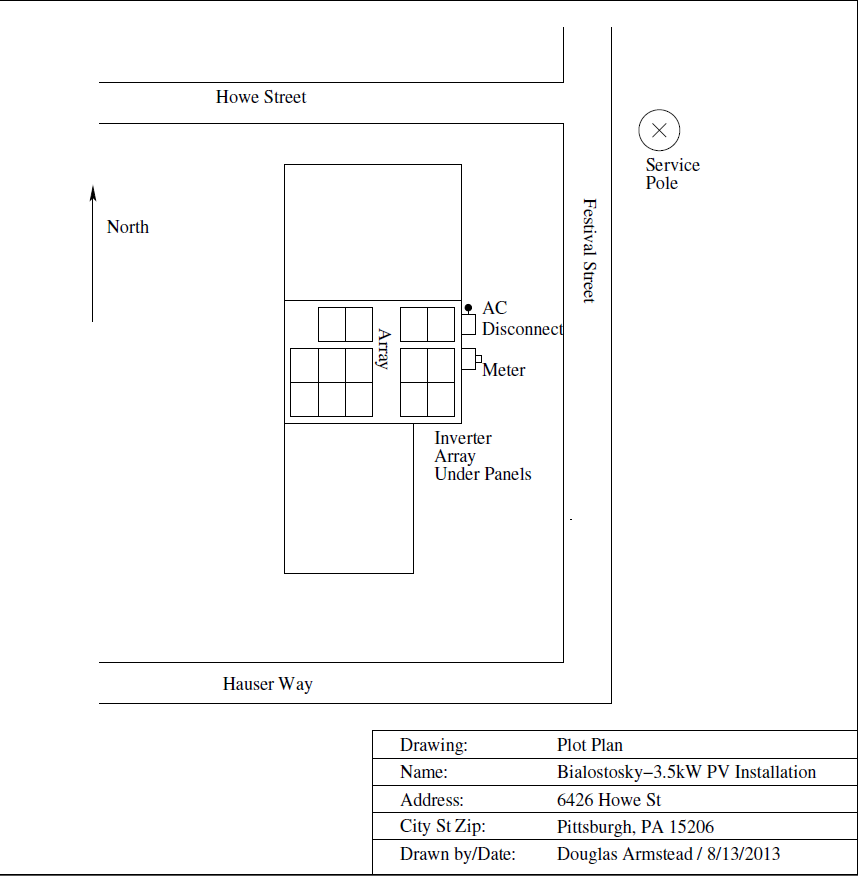 Howe Street
Service
Pole
North
Festival Street
AC
Disconnect
Array
Meter
Inverter
Array
Under Panels
Hauser Way
Drawing: Plot Plan
Name: Bialostosky−3.5kW PV Installation
Address: 6426 Howe St
City St Zip: Pittsburgh, PA 15206
Drawn by/Date: Douglas Armstead / 8/13/2013